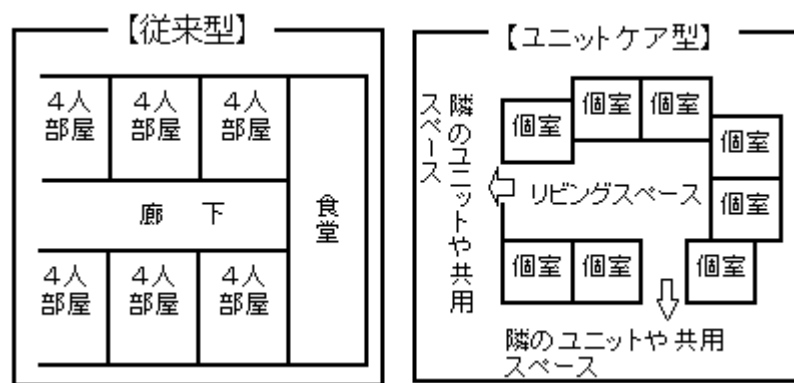 【従来型】
4人
部屋
4人
部屋
4人
部屋
廊 下
食堂
4人
部屋
4人
部屋
4人
部屋
【ユニットケア型】
隣のユニットや共用
スペース
個室
個室
個室
個室
リビングスペース
個室
個室
個室
個室
隣のユニットや共用
スペース